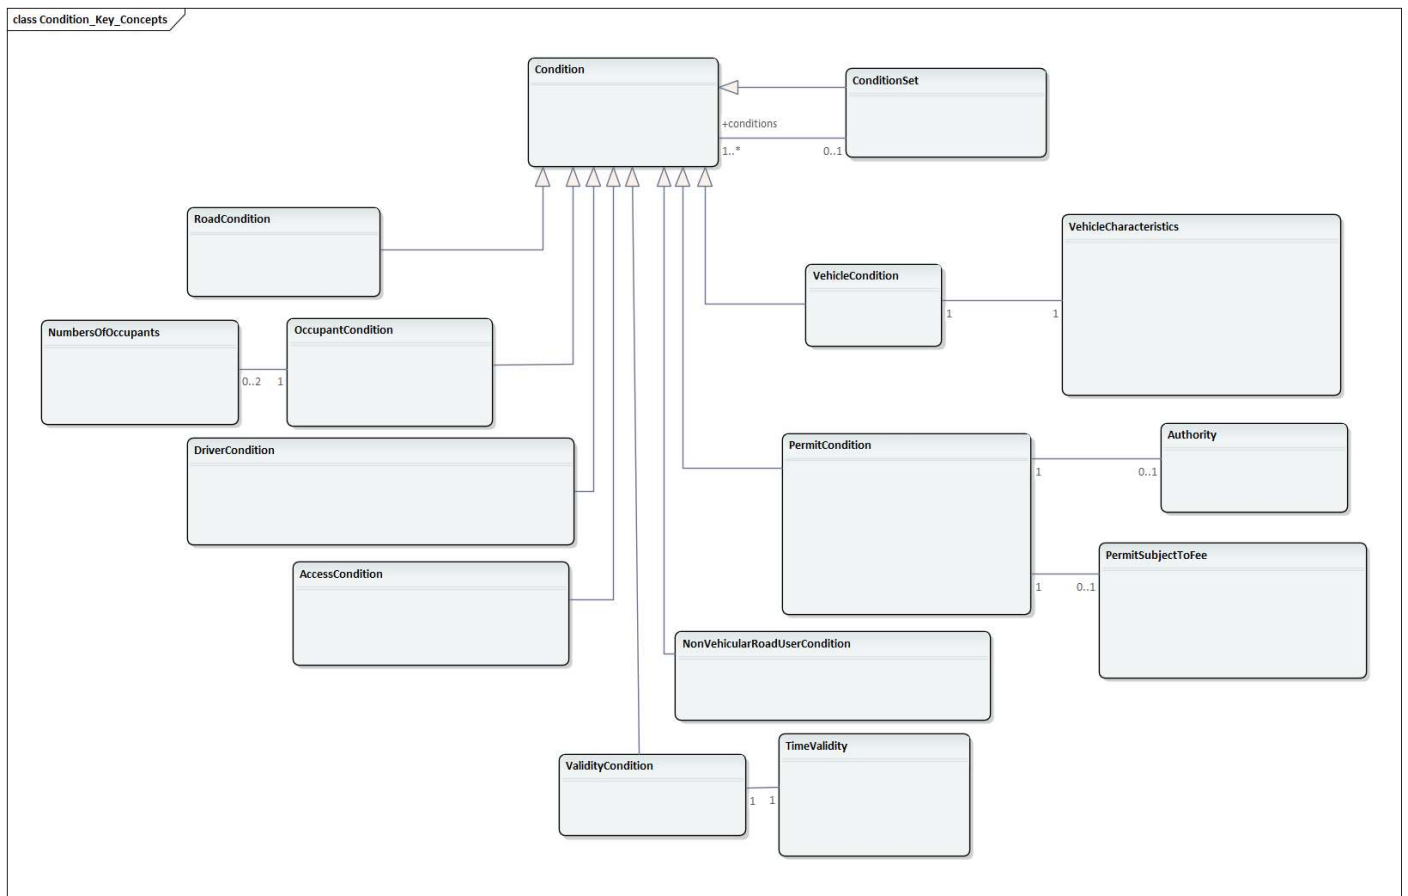 class Condition_Key_Concepts
Condition
ConditionSet
+conditions
1..*
0..1
RoadCondition
VehicleCharacteristics
VehicleCondition
1
1
NumbersOfOccupants
OccupantCondition
0..2
1
DriverCondition
PermitCondition
Authority
1
0..1
AccessCondition
PermitSubjectToFee
1
0..1
NonVehicularRoadUserCondition
TimeValidity
ValidityCondition
1
1